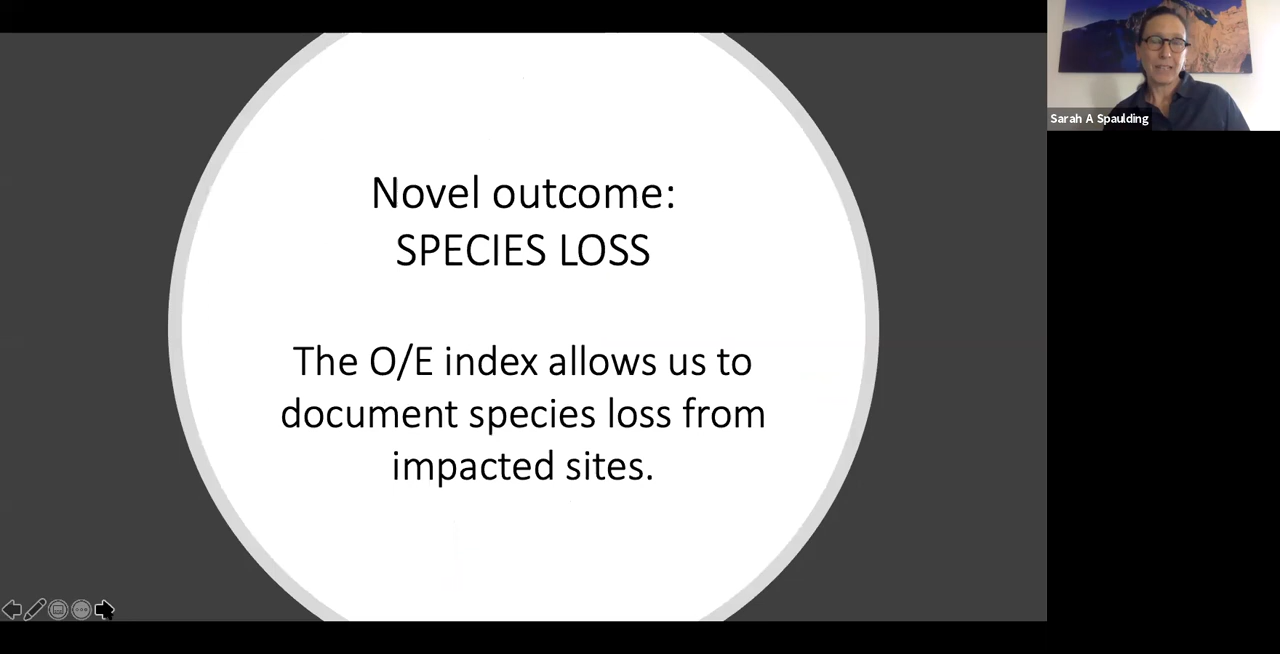 Novel outcome:
SPECIES LOSS
The O/E index allows us to
document species loss from
impacted sites.
Sarah A Spaulding